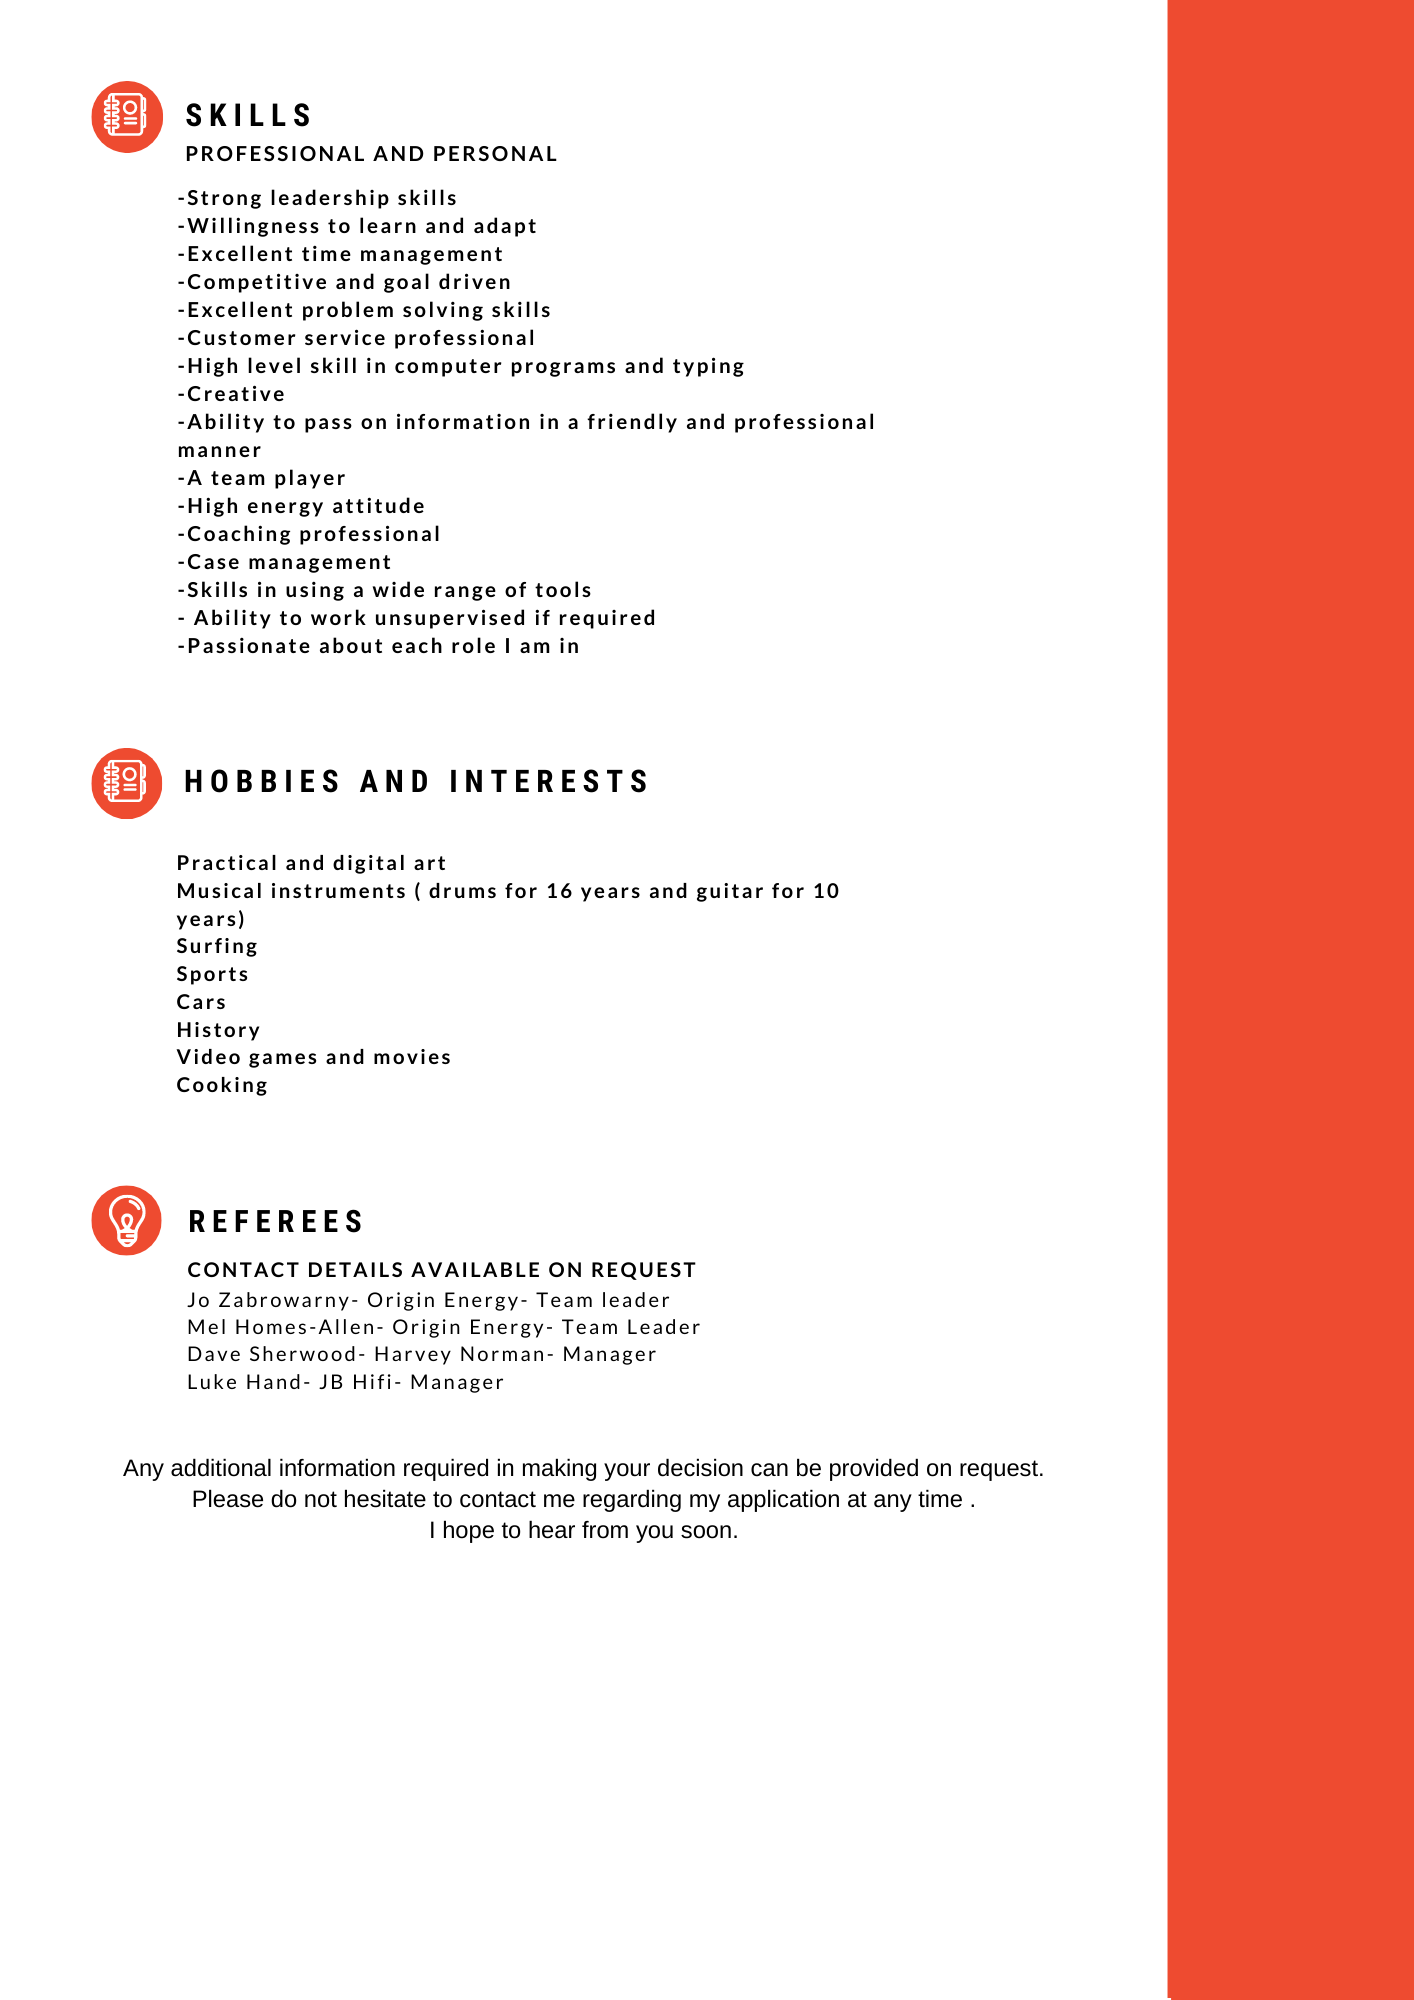 SKILLS
PROFESSIONAL AND PERSONAL
-Strong leadership skills
-Willingness to learn and adapt
-Excellent time management
-Competitive and goal driven
-Excellent problem solving skills
-Customer service professional
-High level skill in computer programs and typing
-Creative
-Ability to pass on information in a friendly and professional
manner
-A team player
-High energy attitude
-Coaching professional
-Case management
-Skills in using a wide range of tools
- Ability to work unsupervised if required
-Passionate about each role I am in
HOBBIES AND INTERESTS
Practical and digital art
Musical instruments ( drums for 16 years and guitar for 10
years)
Surfing
Sports
Cars
History
Video games and movies
Cooking
REFEREES
CONTACT DETAILS AVAILABLE ON REQUEST
Jo Zabrowarny- Origin Energy- Team leader
Mel Homes-Allen- Origin Energy- Team Leader
Dave Sherwood- Harvey Norman- Manager
Luke Hand- JB Hifi- Manager
Any additional information required in making your decision can be provided on request.
Please do not hesitate to contact me regarding my application at any time .
I hope to hear from you soon.